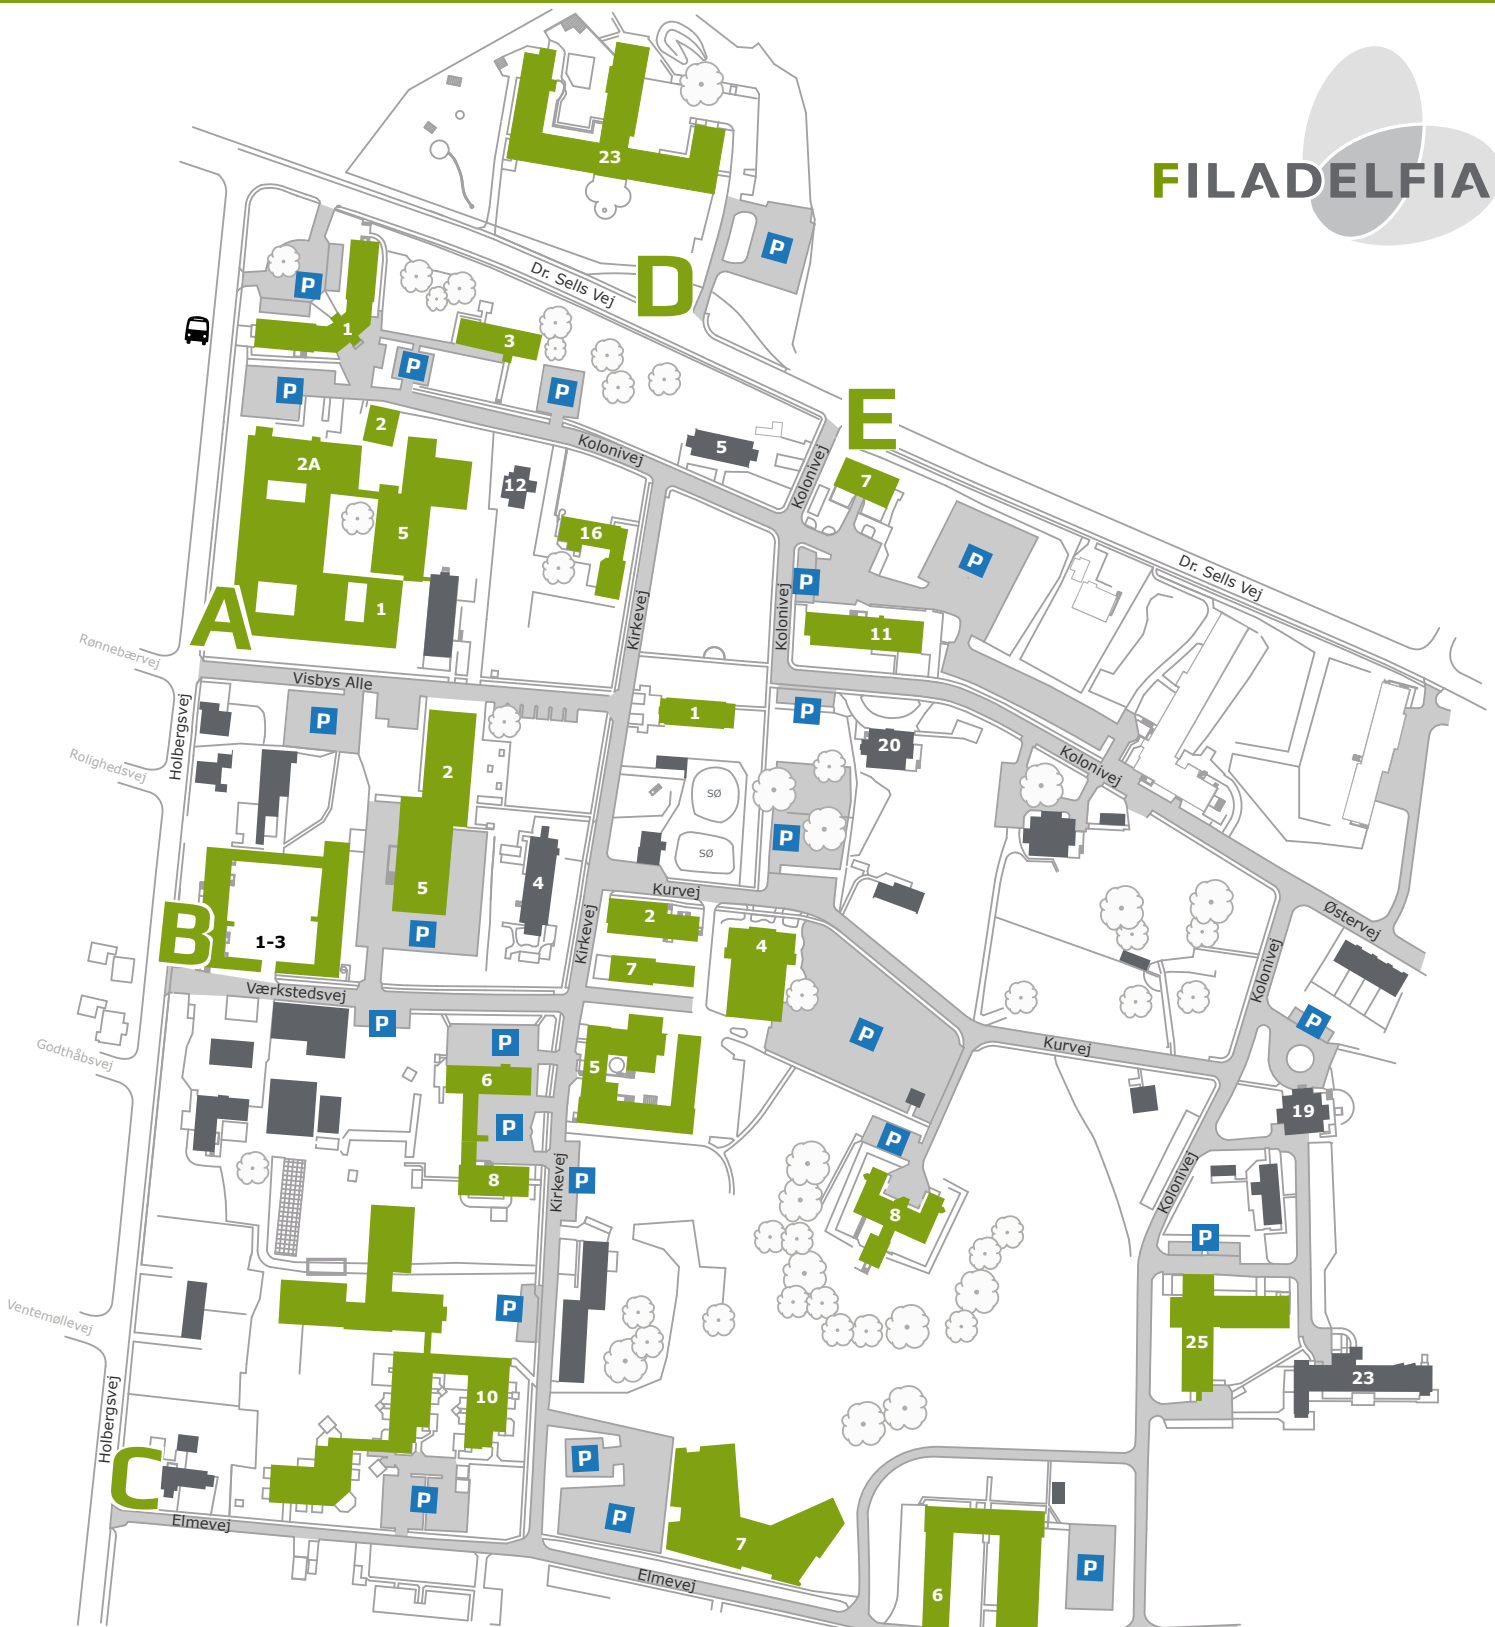 23
FILADELFIA
P
P
Dr. Sells Vej
D
1
3
P
P
P
E
2
Kolonivej
5
Kolonivej
2A
7
12
5
16
P
Dr. Sells Vej
P
Kolonivej
A
1
Kirkevej
11
Rønnebærvej
Visbys Alle
Holbergsvej
P
1
P
20
Rolighedsvej
2
Kolonivej
SØ
P
SØ
4
5
Kurvej
B
1-3
P
2
4
Kirkevej
Østervej
7
Kolonivej
Værkstedsvej
P
P
P
P
Godthåbsvej
5
Kurvej
6
19
P
P
Kirkevej
P
8
Kolonivej
8
P
Ventemøllevej
P
25
23
10
Holbergsvej
C
P
P
P
Elmevej
7
Elmevej
P
6